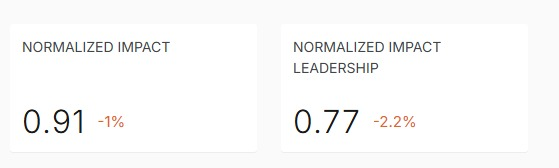 NORMALIZED IMPACT
0.91 -1%
NORMALIZED IMPACT
LEADERSHIP
0.77 -2.2%